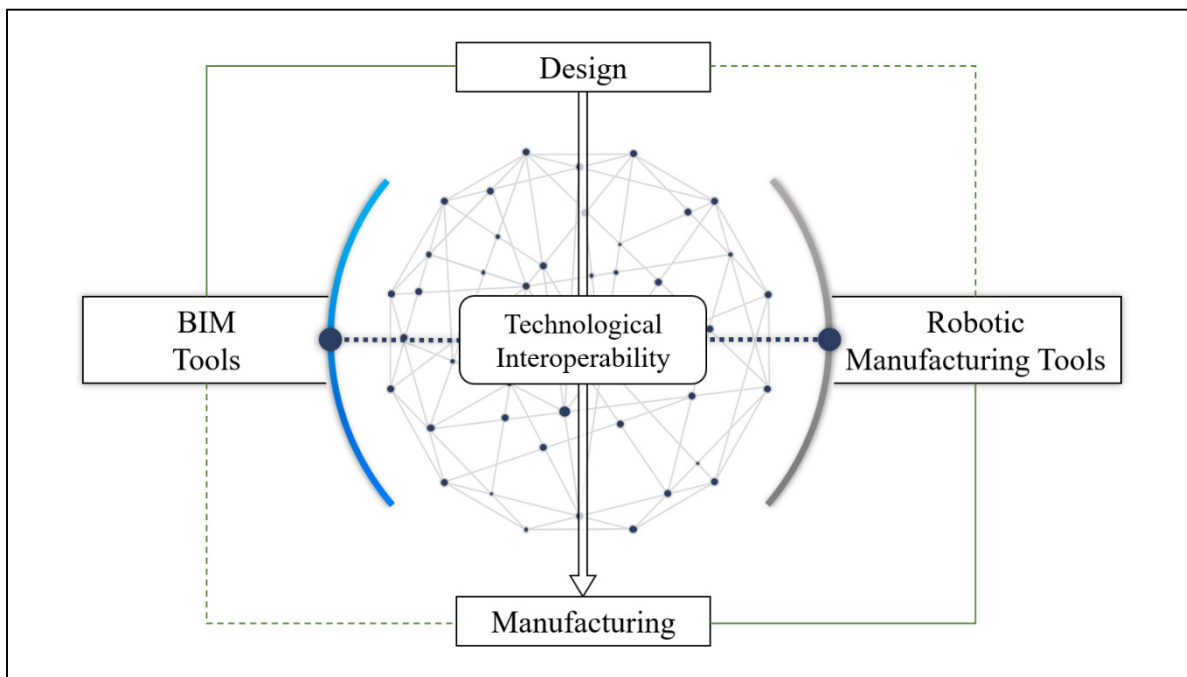 Design
BIM
Tools
Technological
Interoperability
Robotic
Manufacturing Tools
Manufacturing